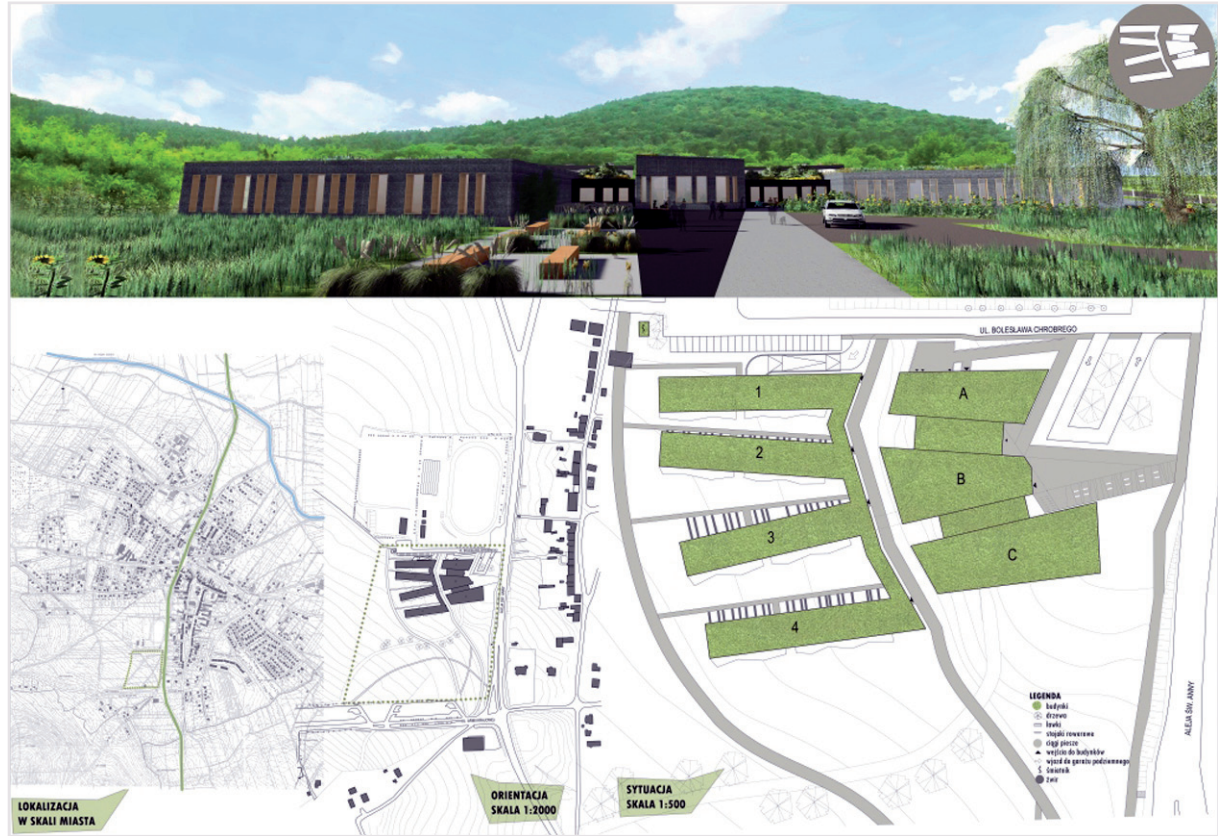 UL. BOLESŁAWA CHROBREGO
1
A
2
B
3
C
4
ALEJA ŚW. ANNY
LEGENDA
budynki
drzewa
ławki
stojaki rowerowe
ciągi piesze
wejścia do budynków
wjazd do garażu podziemnego
śmietnik
żwir
LOKALIZACJA
W SKALI MIASTA
ORIENTACJA
SKALA 1:2000
SYTUACJA
SKALA 1:500